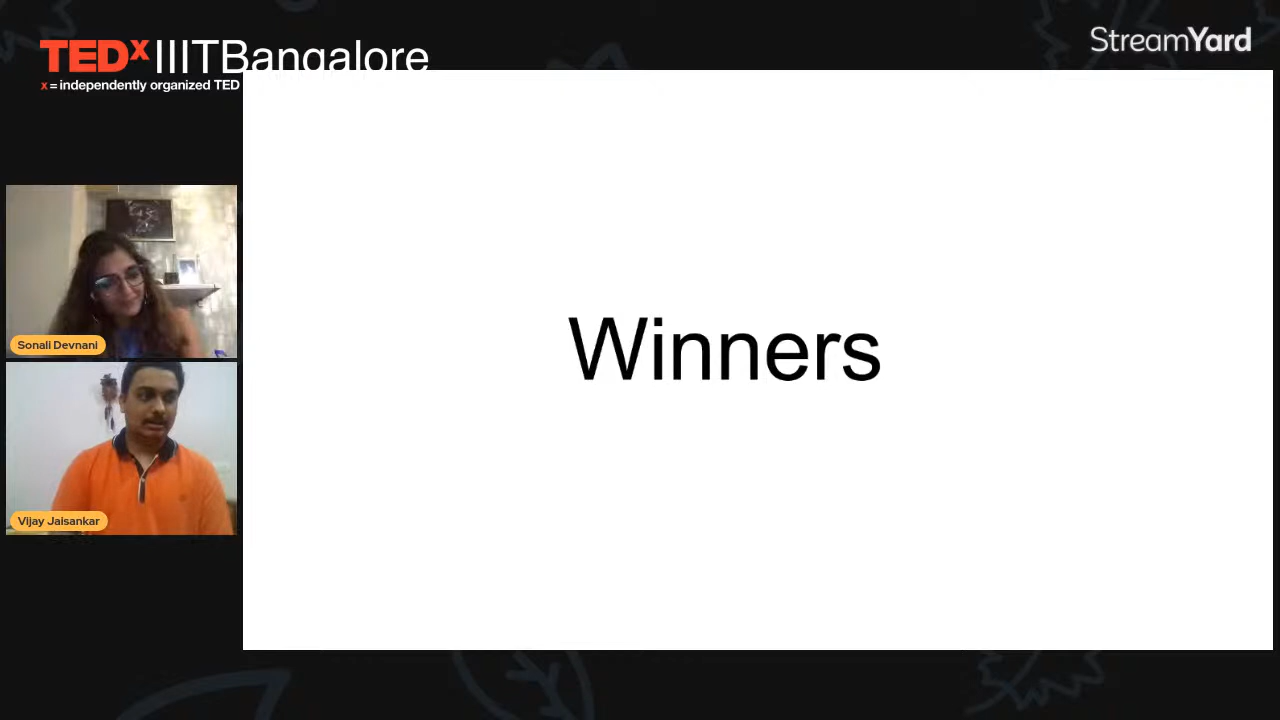 TEDxIIITBangalore
x = independently organized TED
StreamYard
Sonali Devnani
Vijay Jaisankar
Winners